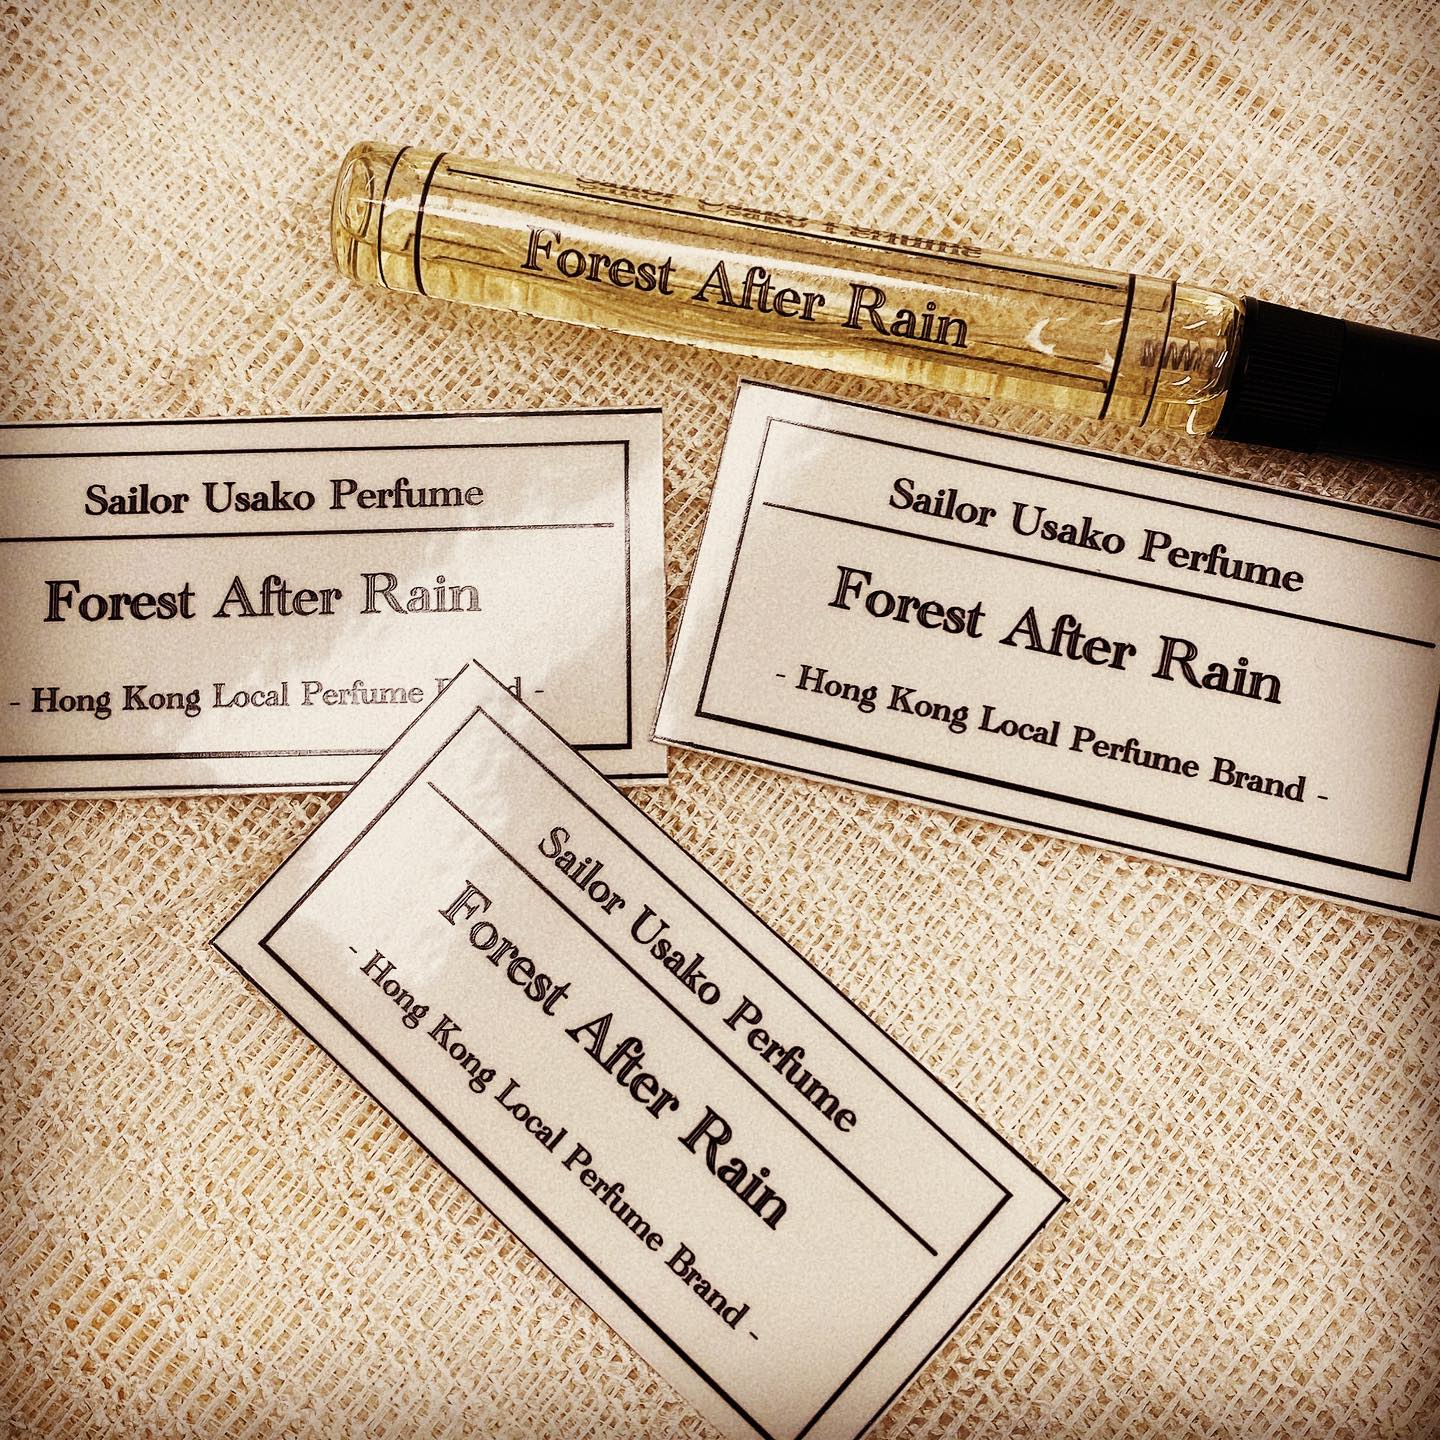 Sailor Usako Perfume
Forest After Rain
Sailor Usako Perfume
Forest After Rain
- Hong Kong Local Perfume -
Sailor Usako Perfume
Forest After Rain
- Hong Kong Local Perfume Brand -
Sailor Usako Perfume
Forest After Rain
- Hong Kong Local Perfume Brand -